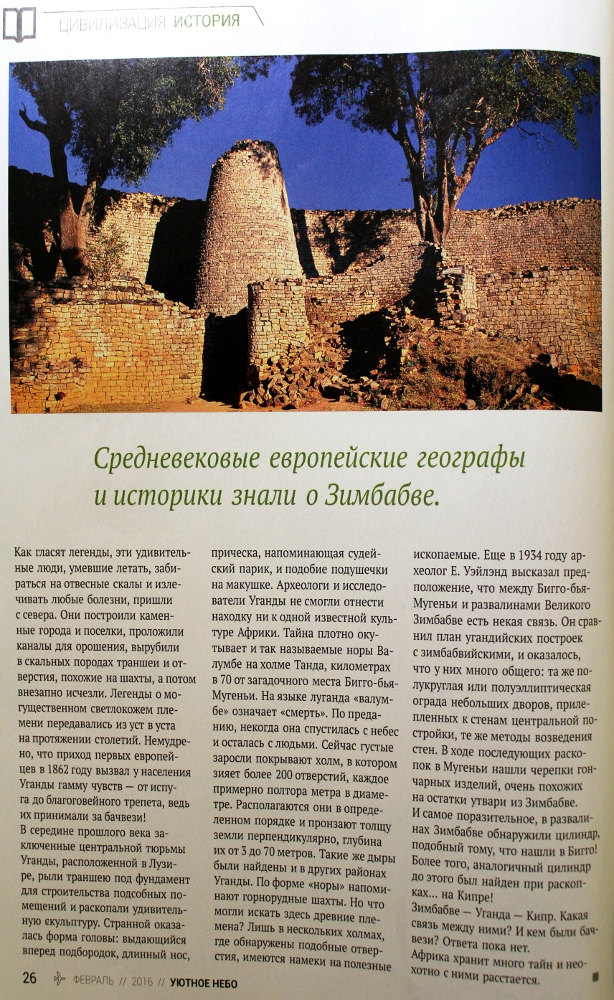 ЦИВИЛИЗАЦИЯ ИСТОРИЯ
Средневековые европейские географы
и историки знали о Зимбабве.
Как гласят легенды, эти удивитель-
ные люди, умевшие летать, заби-
раться на отвесные скалы и изле-
чивать любые болезни, пришли
с севера. Они построили камен-
ные города и поселки, проложили
каналы для орошения, вырубили
в скальных породах траншеи и от-
верстия, похожие на шахты, а потом
внезапно исчезли. Легенды о мо-
гущественном светлокожем пле-
мени передавались из уст в уста
на протяжении столетий. Немудре-
но, что приход первых европей-
цев в 1862 году вызвал у населения
Уганды гамму чувств — от испу-
га до благоговейного трепета, ведь
их принимали за бачвези!
В середине прошлого века за-
ключенные центральной тюрьмы
Уганды, расположенной в Лузи-
ре, рыли траншею под фундамент
для строительства подсобных по-
мещений и раскопали удивитель-
ную скульптуру. Странной оказа-
лась форма головы: выдающийся
вперед подбородок, длинный нос,
прическа, напоминающая судей-
ский парик, и подобие подушечки
на макушке. Археологи и исследо-
ватели Уганды не смогли отнести
находку ни к одной известной куль-
туре Африки. Тайна плотно оку-
тывает и так называемые норы Ва-
лумбе на холме Танда, километрах
в 70 от загадочного места Бигго-бья-
Мугеньи. На языке луганда «валум-
бе» означает «смерть». По преда-
нию, некогда она спустилась с небес
и осталась с людьми. Сейчас густые
заросли покрывают холм, в котором
зияет более 200 отверстий, каждое
примерно полтора метра в диаме-
тре. Располагаются они в опреде-
ленном порядке и пронзают толщу
земли перпендикулярно, глубина
их от 3 до 70 метров. Такие же дыры
были найдены и в других районах
Уганды. По форме «норы» напоми-
нают горнорудные шахты. Но что
могли искать здесь древние пле-
мена? Лишь в нескольких холмах,
где обнаружены подобные отвер-
стия, имеются намеки на полезные
ископаемые. Еще в 1934 году ар-
хеолог Е. Уэйлэнд высказал пред-
положение, что между Бигго-бья-
Мугеньи и развалинами Великого
Зимбабве есть некая связь. Он срав-
нил план угандийских построек
с зимбабвийскими, и оказалось,
что у них много общего: та же по-
лукруглая или полуэллиптическая
ограда небольших дворов, приле-
пленных к стенам центральной по-
стройки, те же методы возведения
стен. В ходе последующих раско-
пок в Мугеньи нашли черепки гон-
чарных изделий, очень похожих
на остатки утвари из Зимбабве.
И самое поразительное, в развали-
нах Зимбабве обнаружили цилиндр,
подобный тому, что нашли в Бигго!
Более того, аналогичный цилиндр
до этого был найден при раскоп-
ках... на Кипре!
Зимбабве — Уганда — Кипр. Какая
связь между ними? И кем были бач-
вези? Ответа пока нет.
Африка хранит много тайн и нео-
хотно с ними расстается.
26 ФЕВРАЛЬ // 2016 // УЮТНОЕ НЕБО